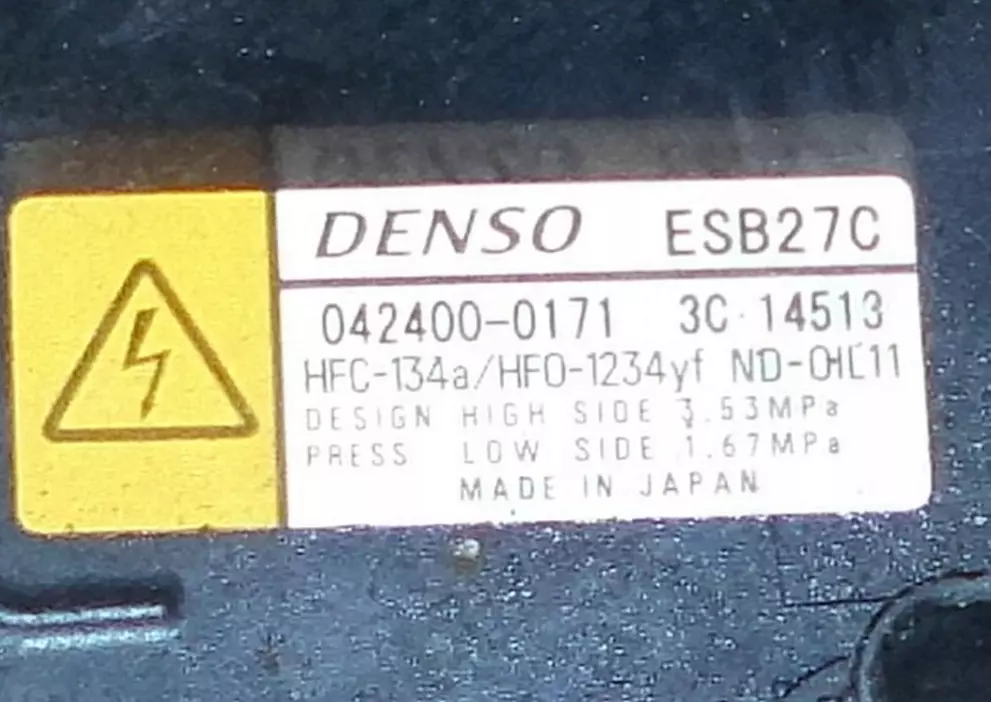 DENSO ESB27C
042400-0171 3C 14513
HFC-134a/HFO-1234yf ND-OIL11
DESIGN HIGH SIDE 3.53MPa
PRESS LOW SIDE 1.67MPa
MADE IN JAPAN